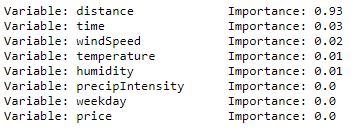 Variable: distance Importance: 0.93
Variable: time Importance: 0.03
Variable: windSpeed Importance: 0.02
Variable: temperature Importance: 0.01
Variable: humidity Importance: 0.01
Variable: precipIntensity Importance: 0.0
Variable: weekday Importance: 0.0
Variable: price Importance: 0.0